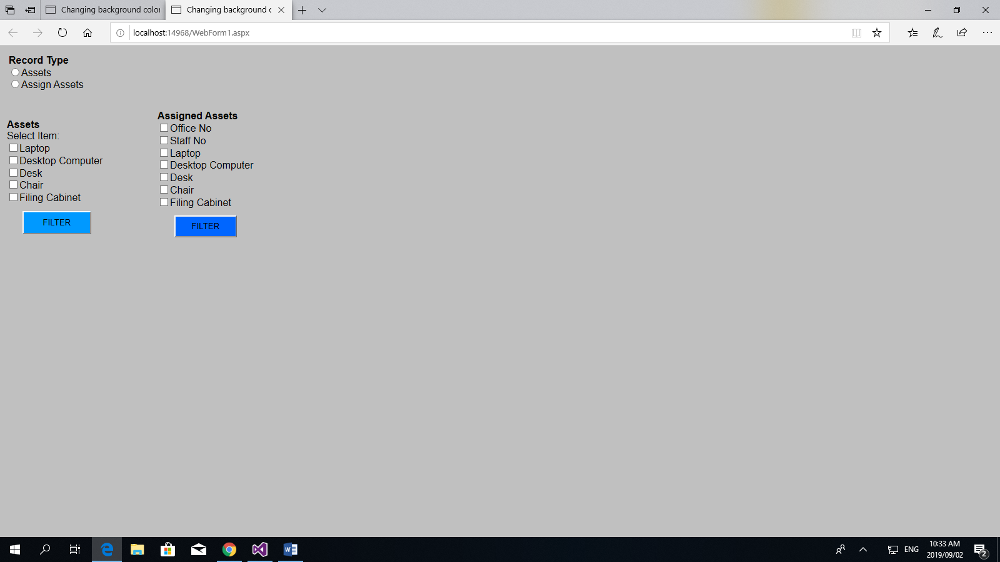 Changing background color
Changing background c
localhost:14968/WebForm1.aspx
Record Type
Assets
Assign Assets
Assets
Select Item:
Laptop
Desktop Computer
Desk
Chair
Filing Cabinet
FILTER
Assigned Assets
Office No
Staff No
Laptop
Desktop Computer
Desk
Chair
Filing Cabinet
FILTER
ENG
10:33 AM
2019/09/02
2